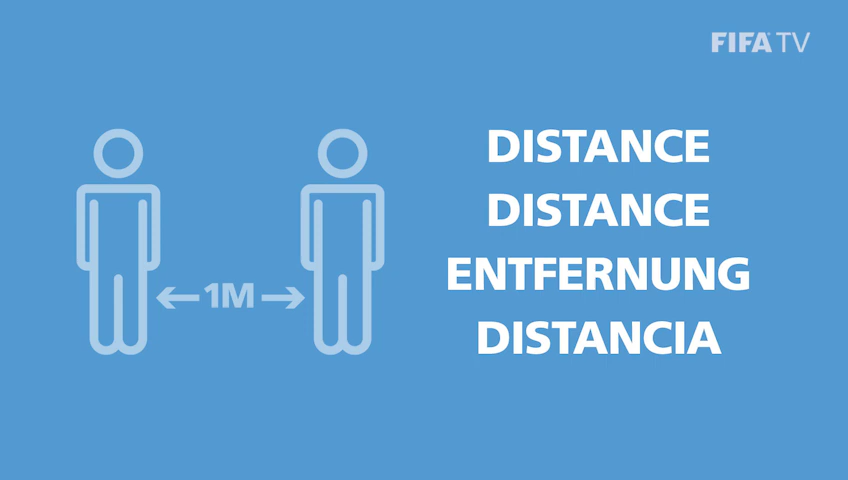 FIFA TV
DISTANCE
DISTANCE
ENTFERNUNG
DISTANCIA
1M